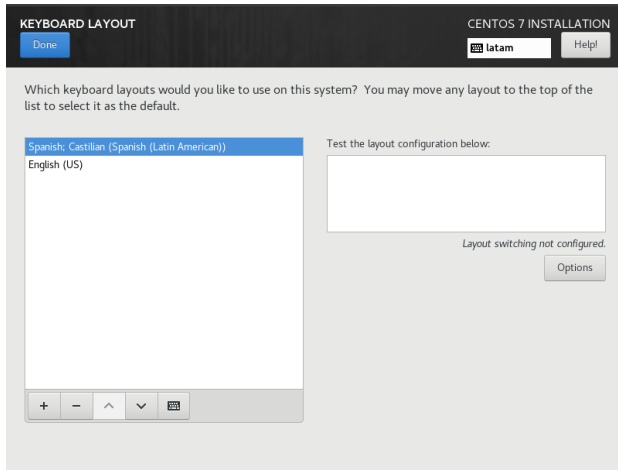 KEYBOARD LAYOUT
CENTOS 7 INSTALLATION
Done
latam
Help!
Which keyboard layouts would you like to use on this system? You may move any layout to the top of the
list to select it as the default.
Spanish; Castilian (Spanish (Latin American))
English (US)
Test the layout configuration below:
Layout switching not configured.
Options